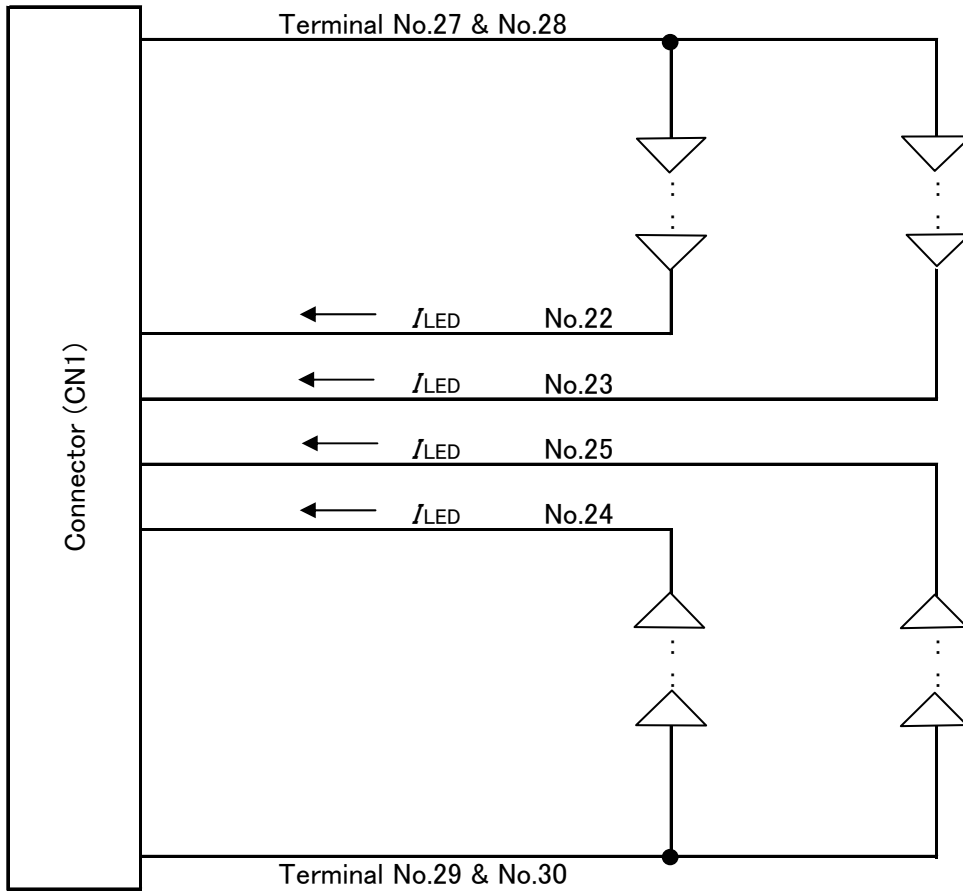 Terminal No.27 & No.28
ILED No.22
ILED No.23
Connector (CN1)
ILED No.25
ILED No.24
Terminal No.29 & No.30